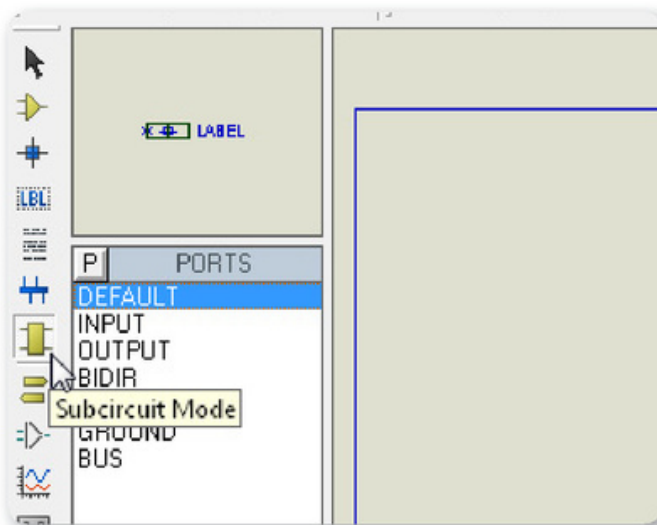 LABEL
LBL
P PORTS
DEFAULT
INPUT
OUTPUT
BIDIR
Subcircuit Mode
GROUND
BUS